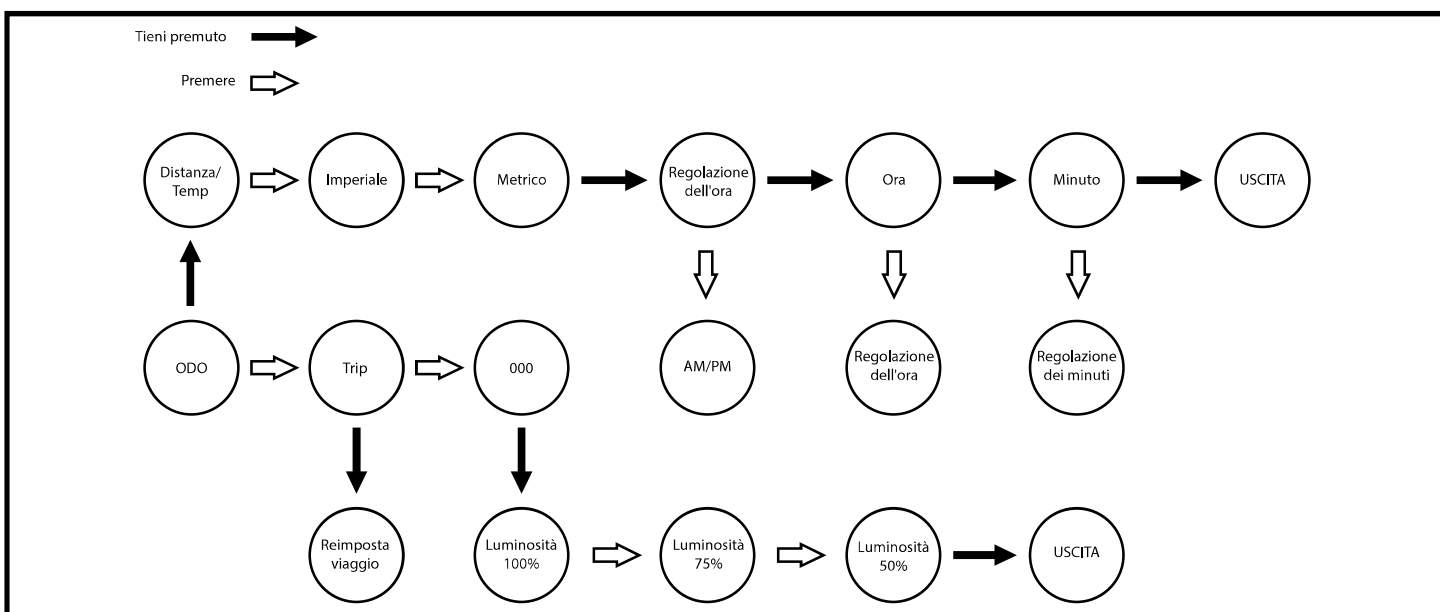 Tieni premuto
Premere
Distanza/
Temp
Imperiale
Metrico
Regolazione
dell'ora
Ora
Minuto
USCITA
ODO
Trip
000
AM/PM
Regolazione
dell'ora
Regolazione
dei minuti
Reimposta
viaggio
Luminosità
100%
Luminosità
75%
Luminosità
50%
USCITA